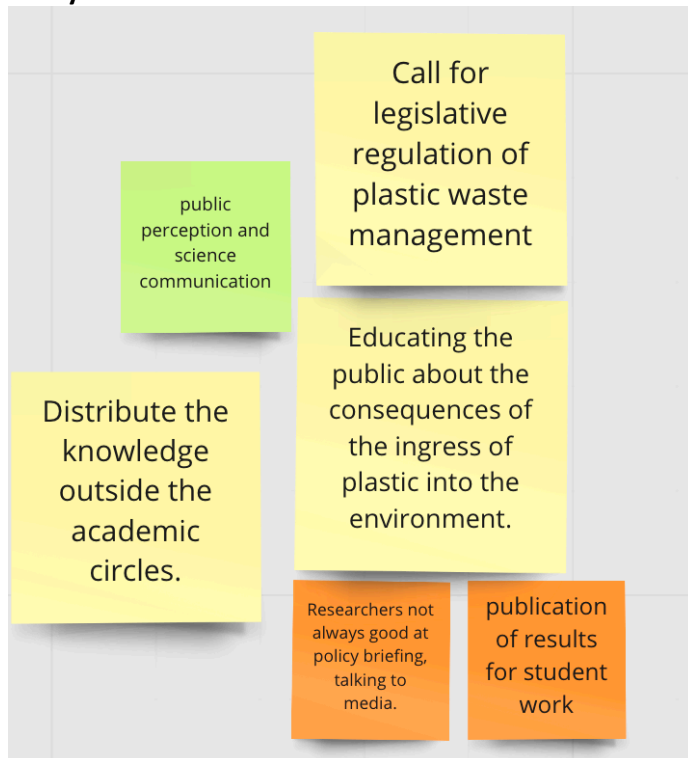 Call for
legislative
regulation of
plastic waste
management
public
perception and
science
communication
Educating the
public about the
consequences of
the ingress of
plastic into the
environment.
Distribute the
knowledge
outside the
academic
circles.
Researchers not
always good at
policy briefing,
talking to
media.
publication
of results
for student
work